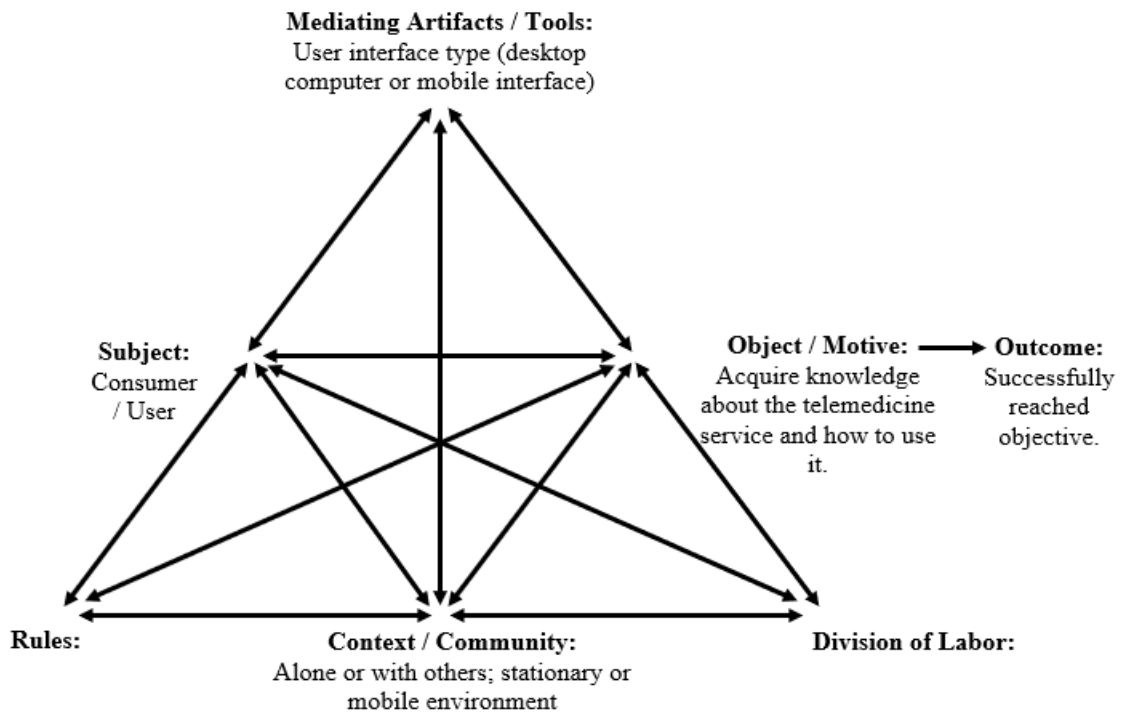 Mediating Artifacts / Tools:
User interface type (desktop
computer or mobile interface)
Subject:
Consumer
/ User
Object / Motive:
Acquire knowledge
about the telemedicine
service and how to use
it.
Outcome:
Successfully
reached
objective.
Rules:
Context / Community:
Alone or with others; stationary or
mobile environment
Division of Labor: